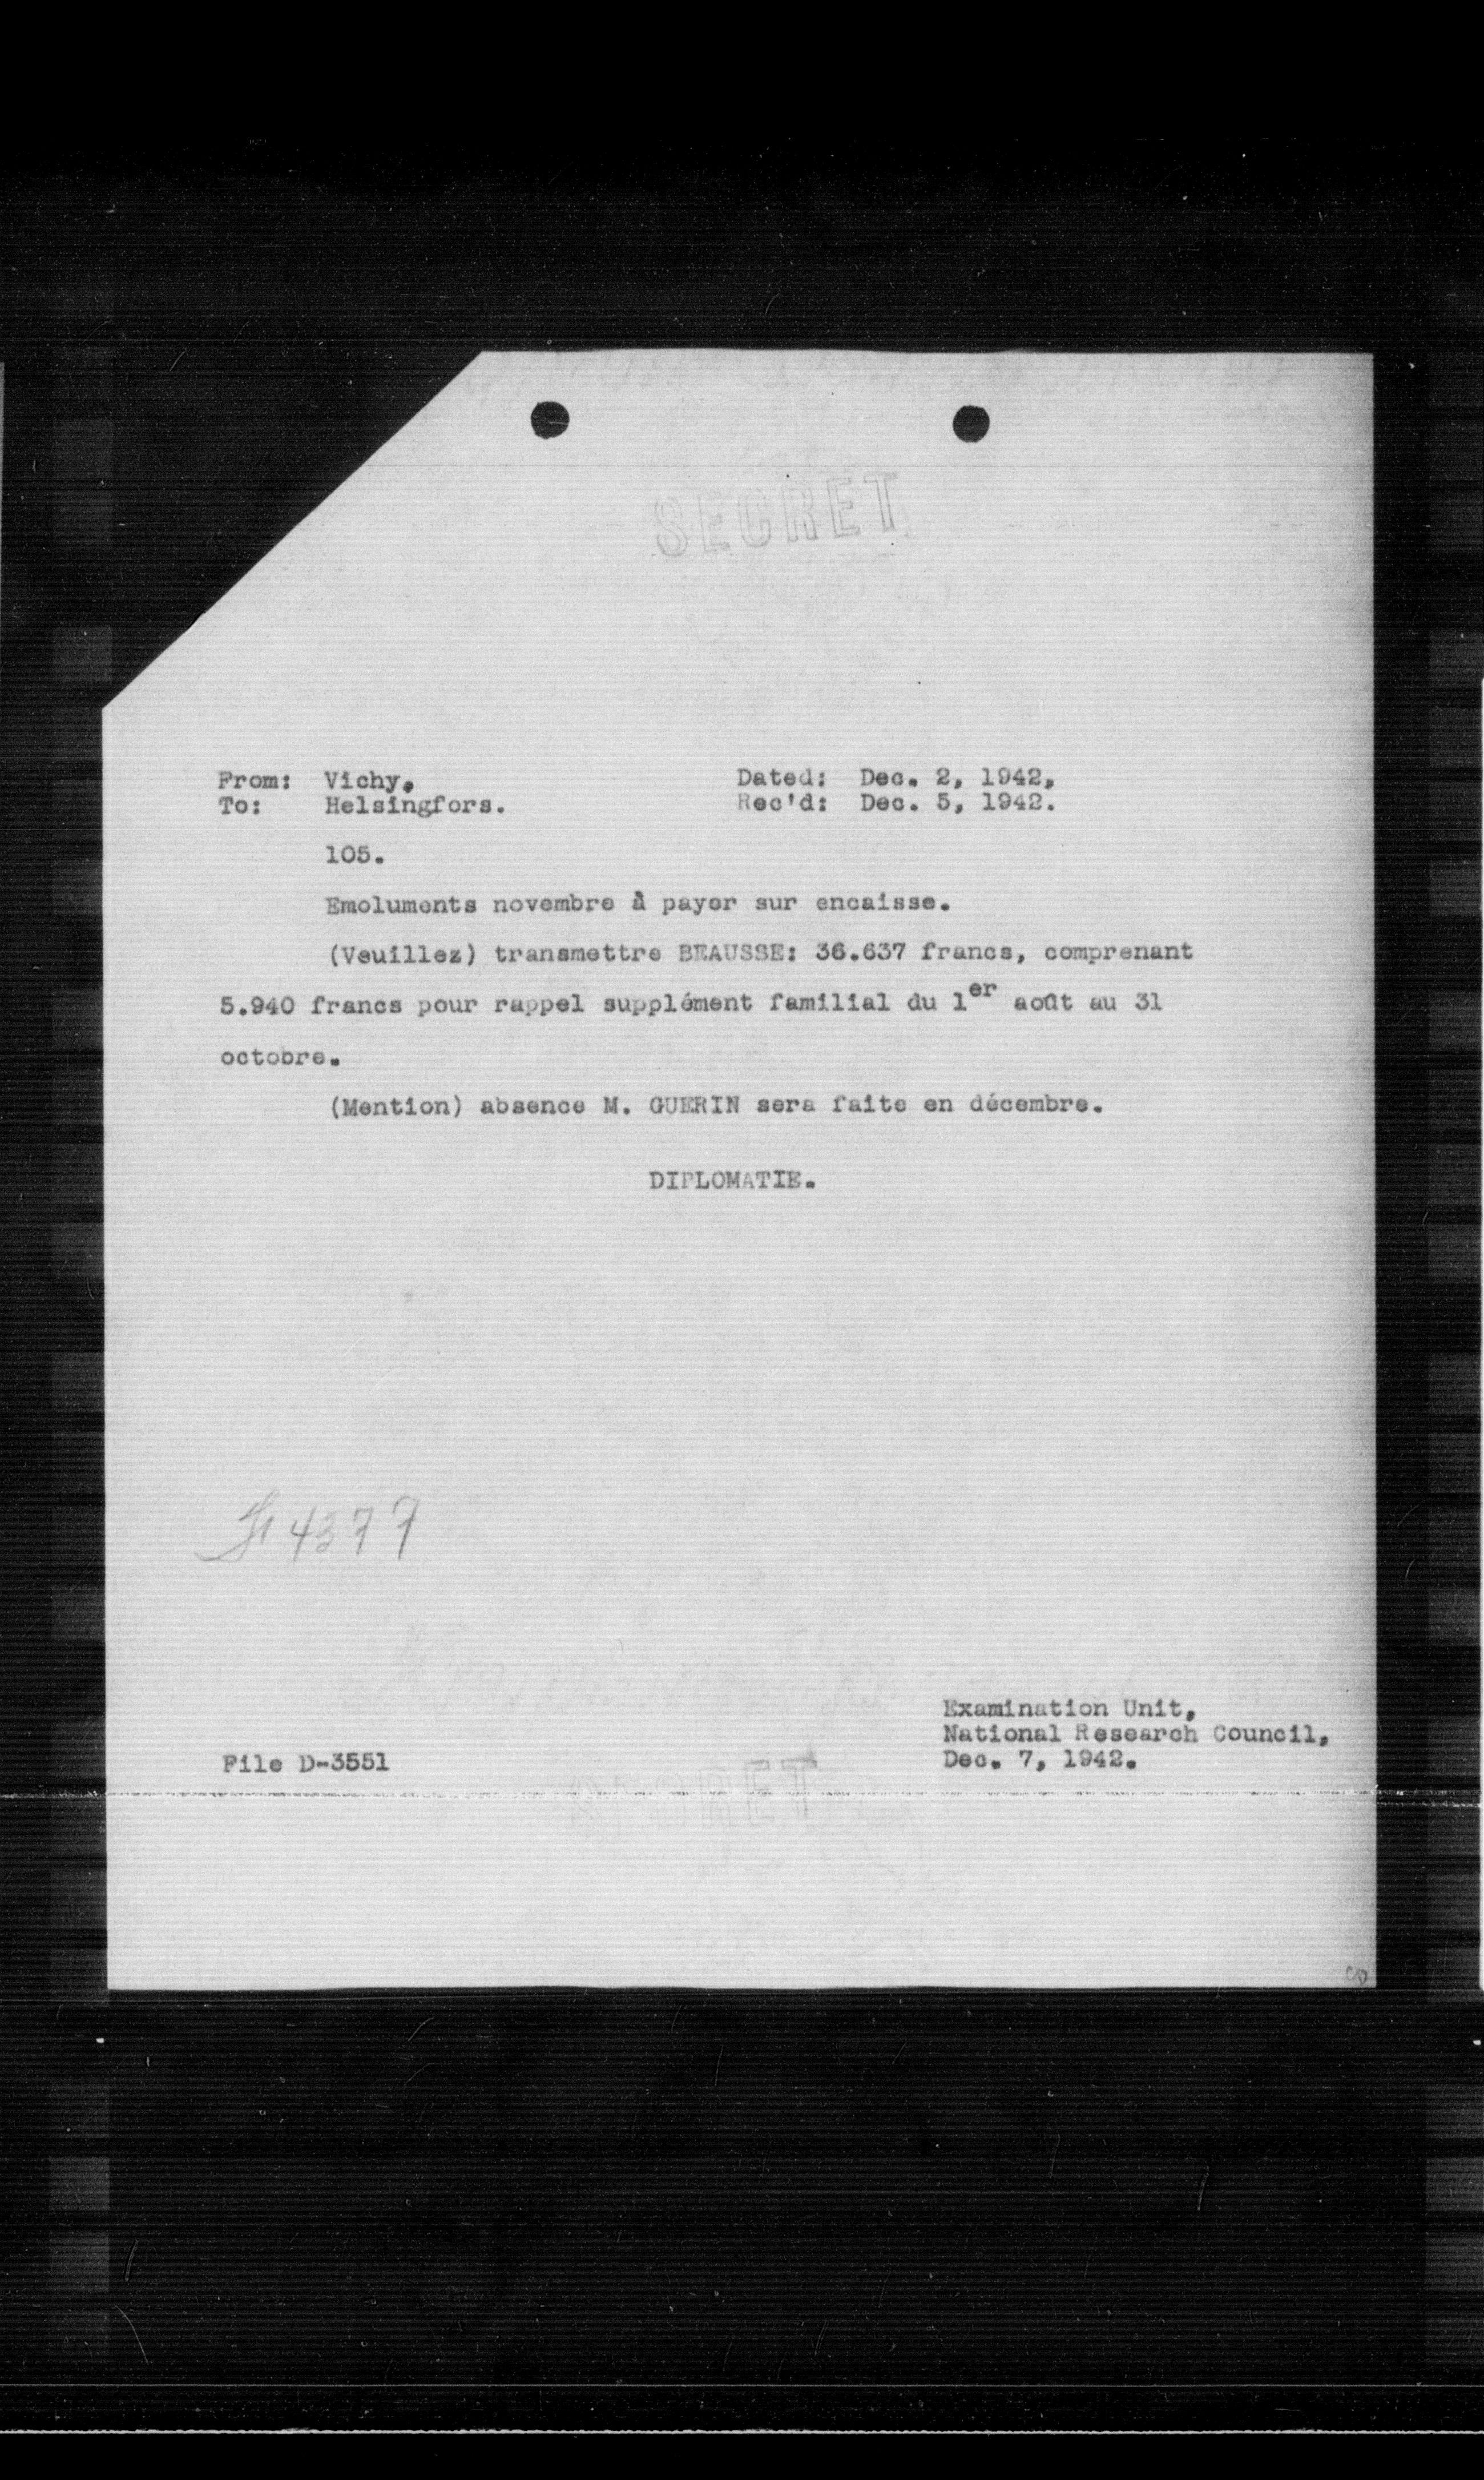 SECRET
From: Vichy,
To: Helsingfors.
Dated: Dec. 2, 1942,
Rec'd: Dec. 5, 1942.
105.
Emoluments novembre à payer sur encaisse.
(Veuillez) transmettre BEAUSSE: 36.637 francs, comprenant
5.940 francs pour rappel supplément familial du 1er août au 31
octobre.
(Mention) absence M. GUERIN sera faite en décembre.
DIPLOMATIE.
4377
Examination Unit,
National Research Council,
Dec. 7, 1942.
File D-3551
SECRET